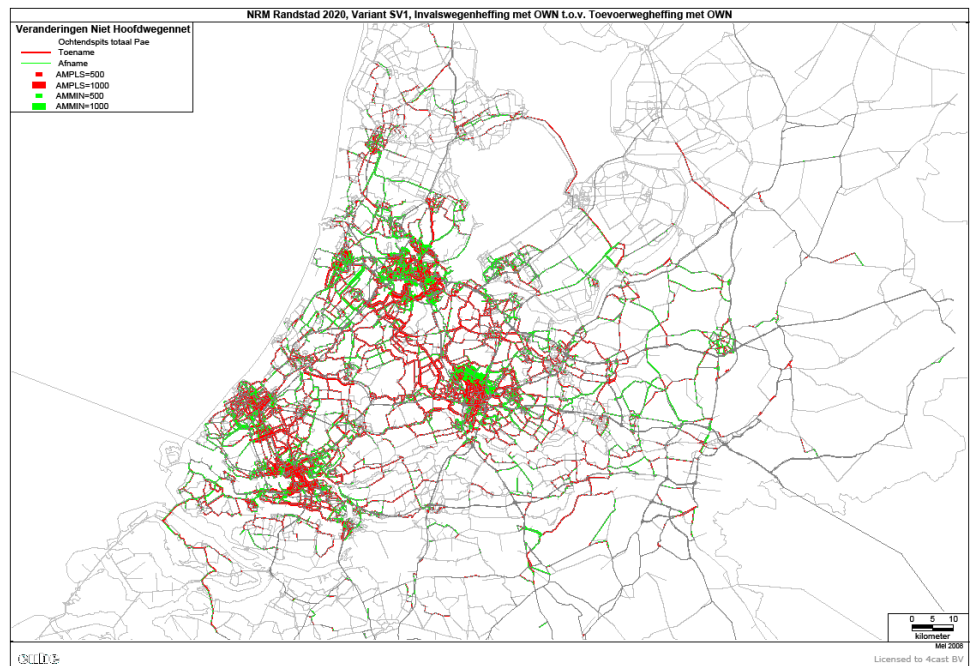 NRM Randstad 2020, Variant SV1, Invalswegenheffing met OWN t.o.v. Toevoerwegheffing met OWN
Veranderingen Niet Hoofdwegennet
Ochtendspits totaal Pae
Toename
Afname
AMPLS=500
AMPLS=1000
AMMIN=500
AMMIN=1000
0 5 10
kilometer
Mei 2008
cube
Licensed to 4cast BV